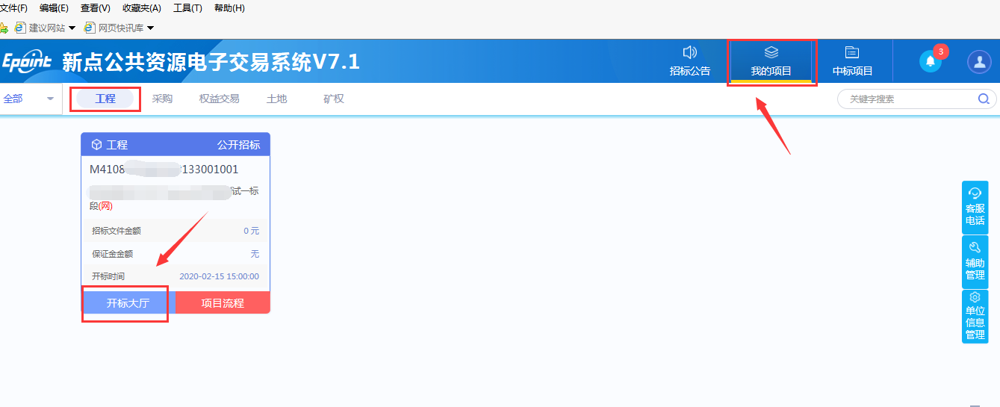 文件(F) 编辑(E) 查看(V) 收藏夹(A) 工具(T) 帮助(H)
建议网站 网页快讯库
Epoint 新点公共资源电子交易系统V7.1
招标公告 我的项目 中标项目 3
全部 工程 采购 权益交易 土地 矿权 关键字搜索
工程 公开招标
M4108 133001001
试一标
段(网)
招标文件金额 0 元
保证金金额 无
开标时间 2020-02-15 15:00:00
开标大厅 项目流程
客服
电话
辅助
管理
单位
信息
管理